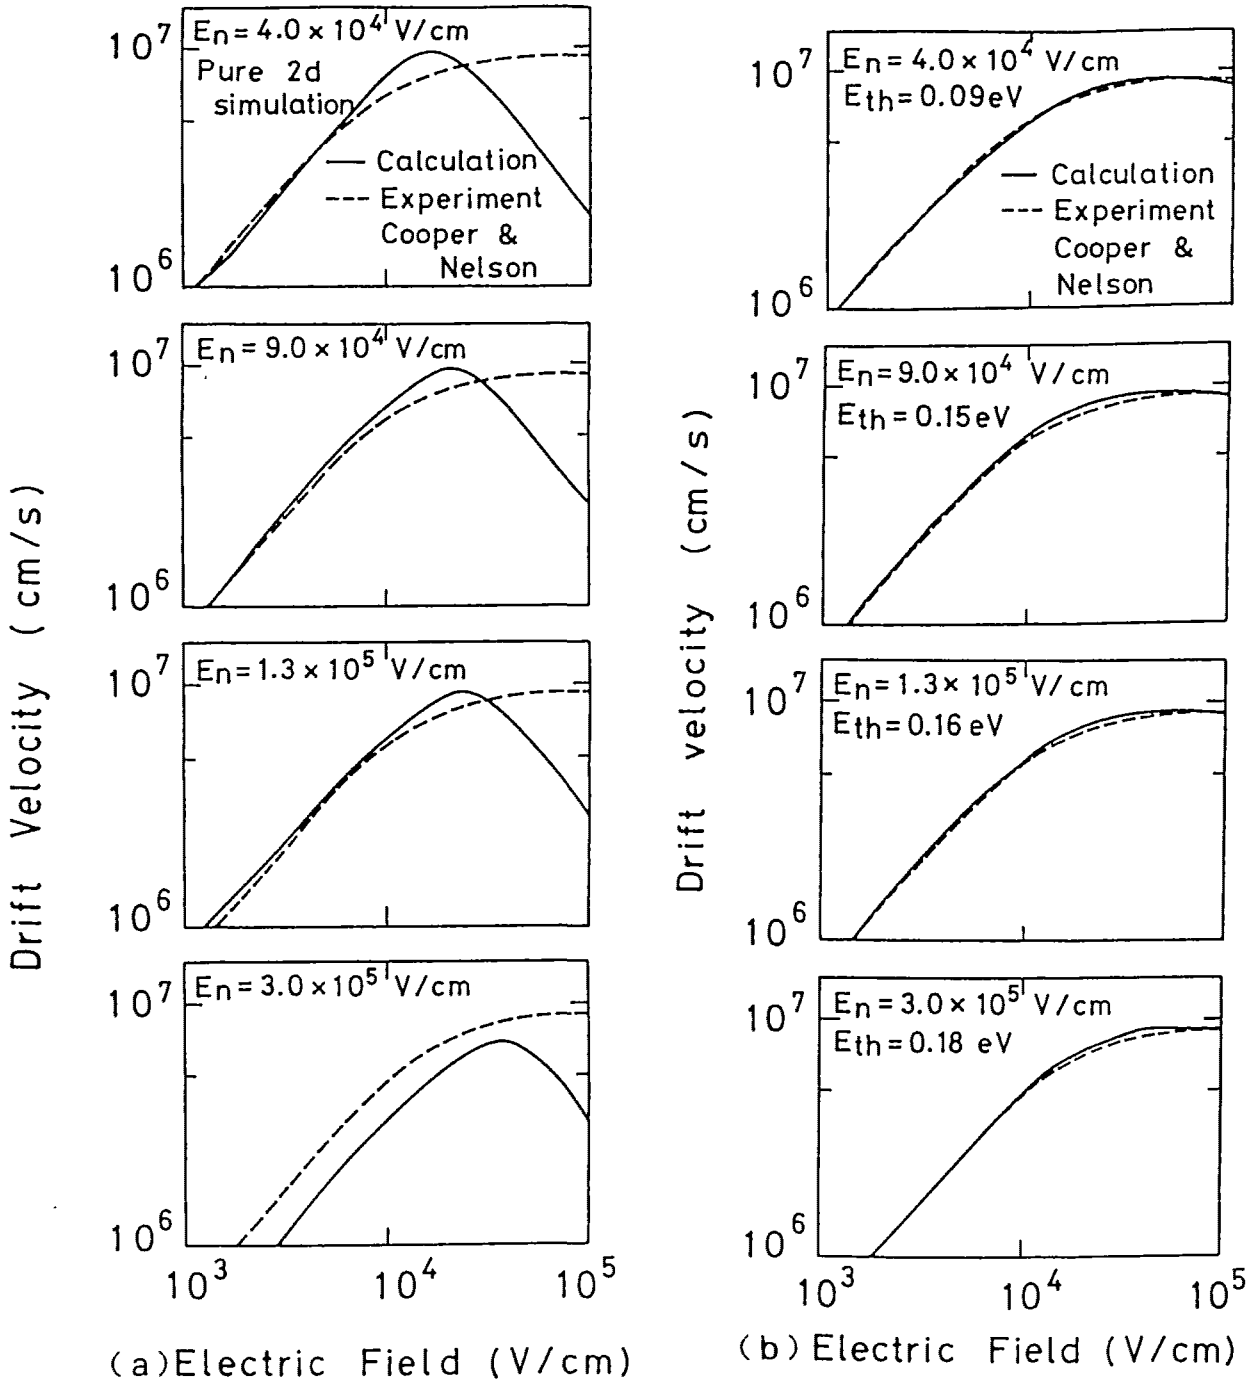 Drift Velocity (cm/s)
10⁷
10⁶
En = 4.0 × 10⁴ V/cm
Pure 2d
simulation
— Calculation
--- Experiment
Cooper &
Nelson
10⁷
10⁶
En = 9.0 × 10⁴ V/cm
10⁷
10⁶
En = 1.3 × 10⁵ V/cm
10⁷
10⁶
En = 3.0 × 10⁵ V/cm
10³ 10⁴ 10⁵
(a) Electric Field (V/cm)
Drift velocity (cm/s)
10⁷
10⁶
En = 4.0 × 10⁴ V/cm
Eth = 0.09 eV
— Calculation
--- Experiment
Cooper &
Nelson
10⁷
10⁶
En = 9.0 × 10⁴ V/cm
Eth = 0.15 eV
10⁷
10⁶
En = 1.3 × 10⁵ V/cm
Eth = 0.16 eV
10⁷
10⁶
En = 3.0 × 10⁵ V/cm
Eth = 0.18 eV
10³ 10⁴ 10⁵
(b) Electric Field (V/cm)